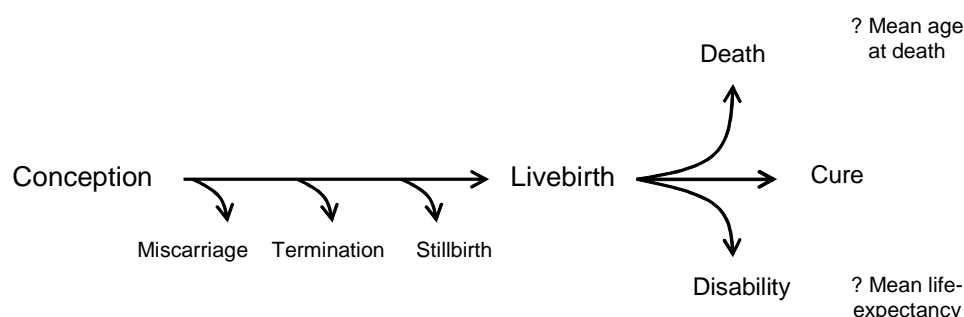 ? Mean age
at death
Death
Conception
Livebirth
Cure
Miscarriage
Termination
Stillbirth
Disability
? Mean life-
expectancy